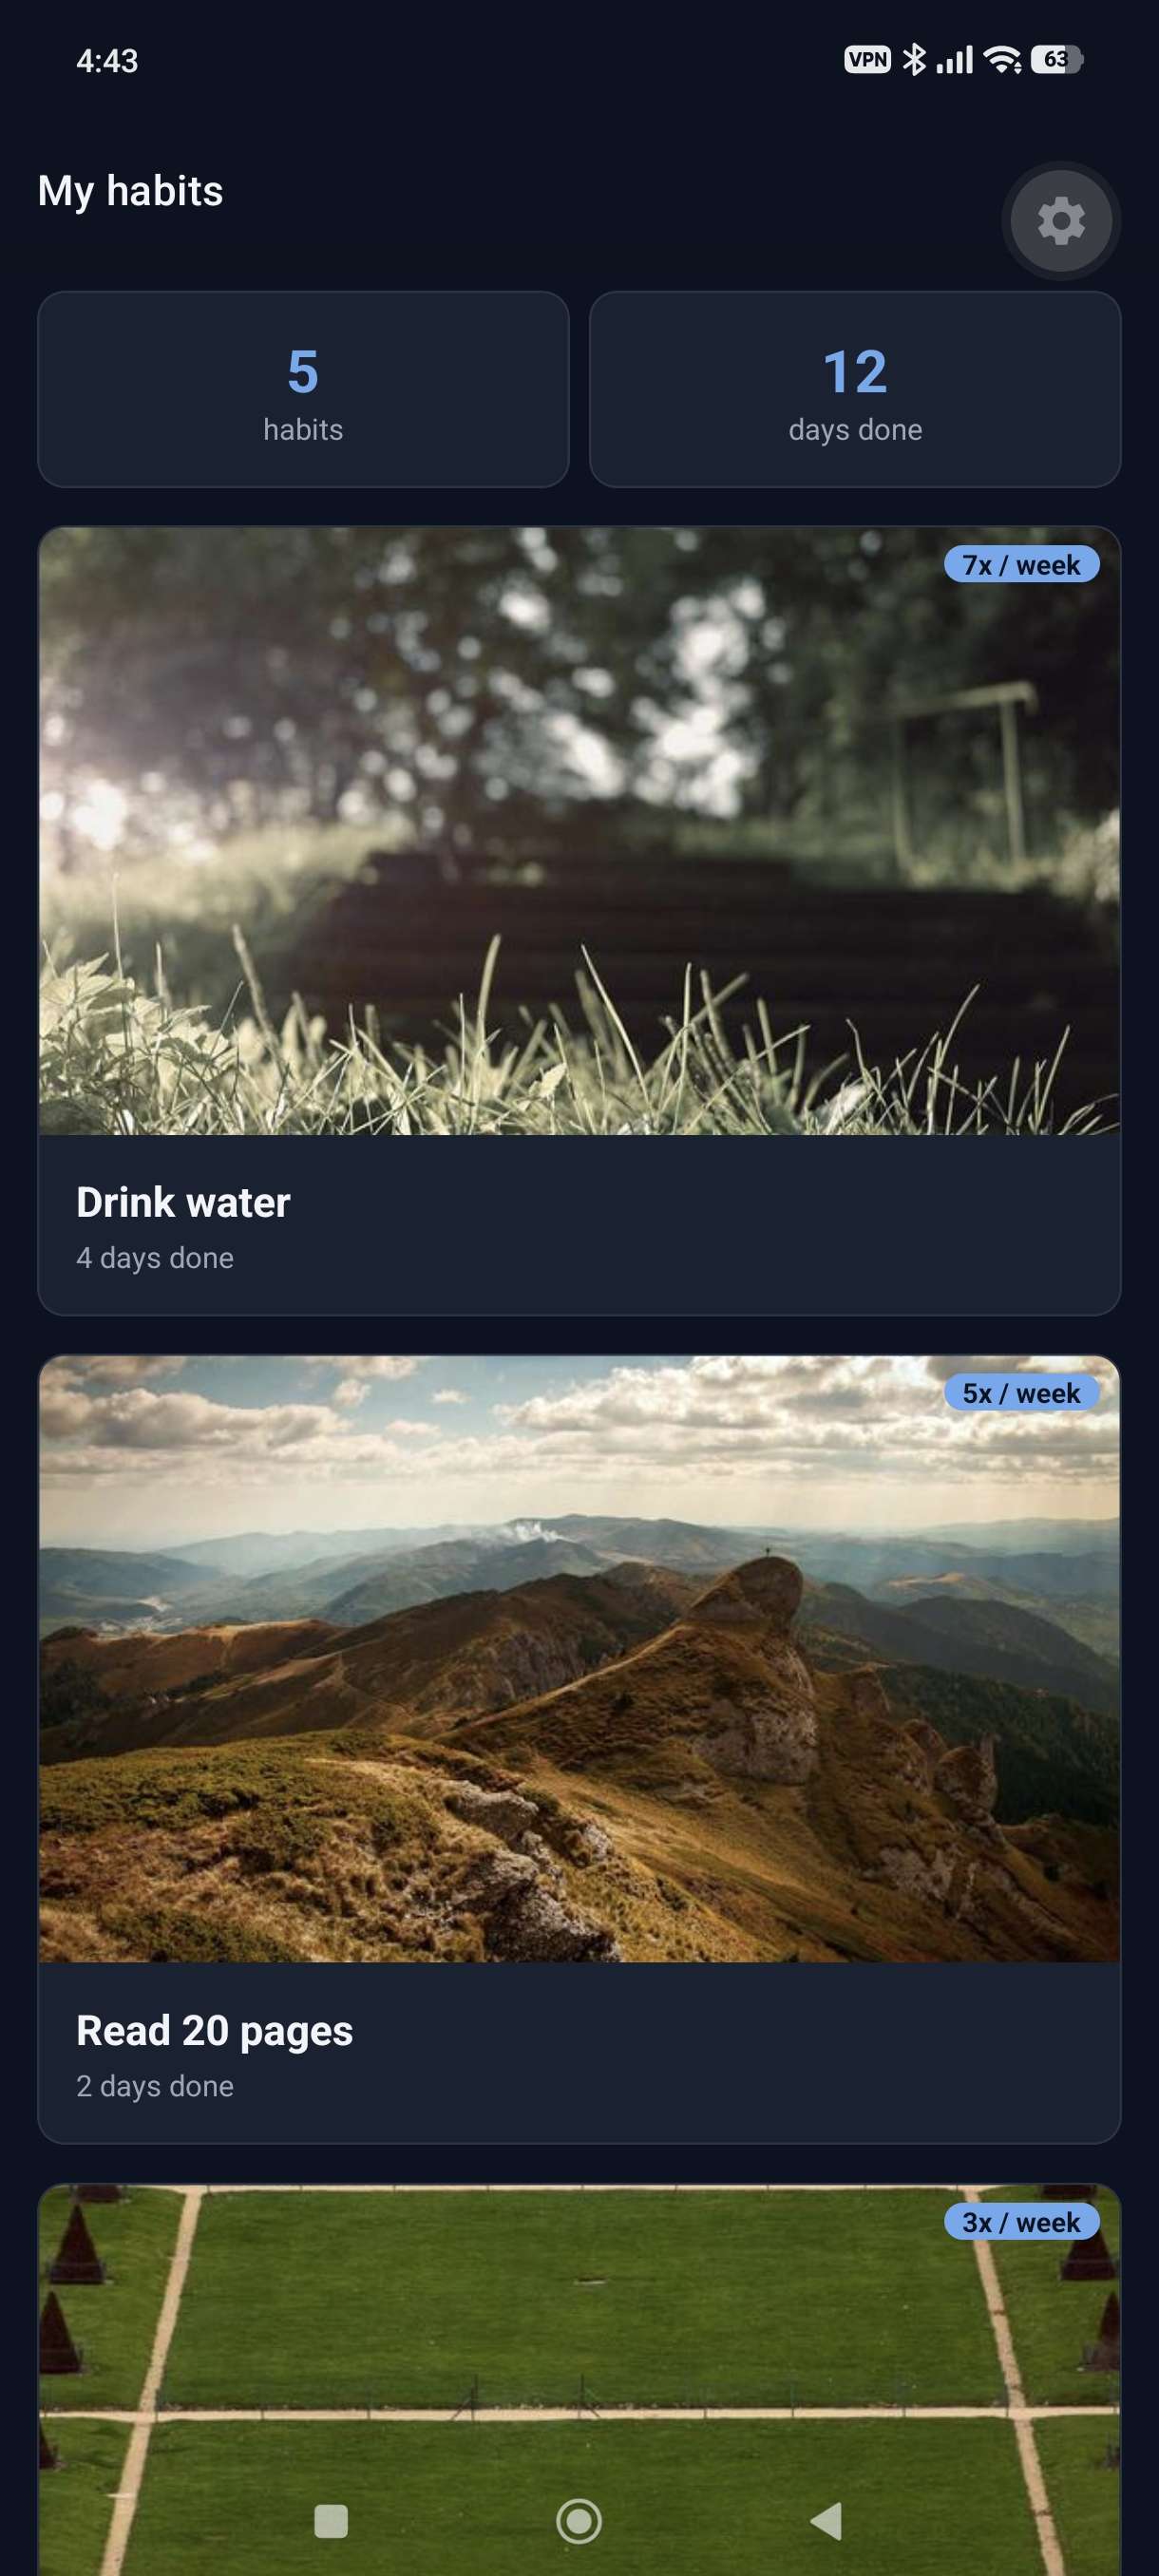 4:43
VPN
63
My habits
5
habits
12
days done
7x / week
Drink water
4 days done
5x / week
Read 20 pages
2 days done
3x / week